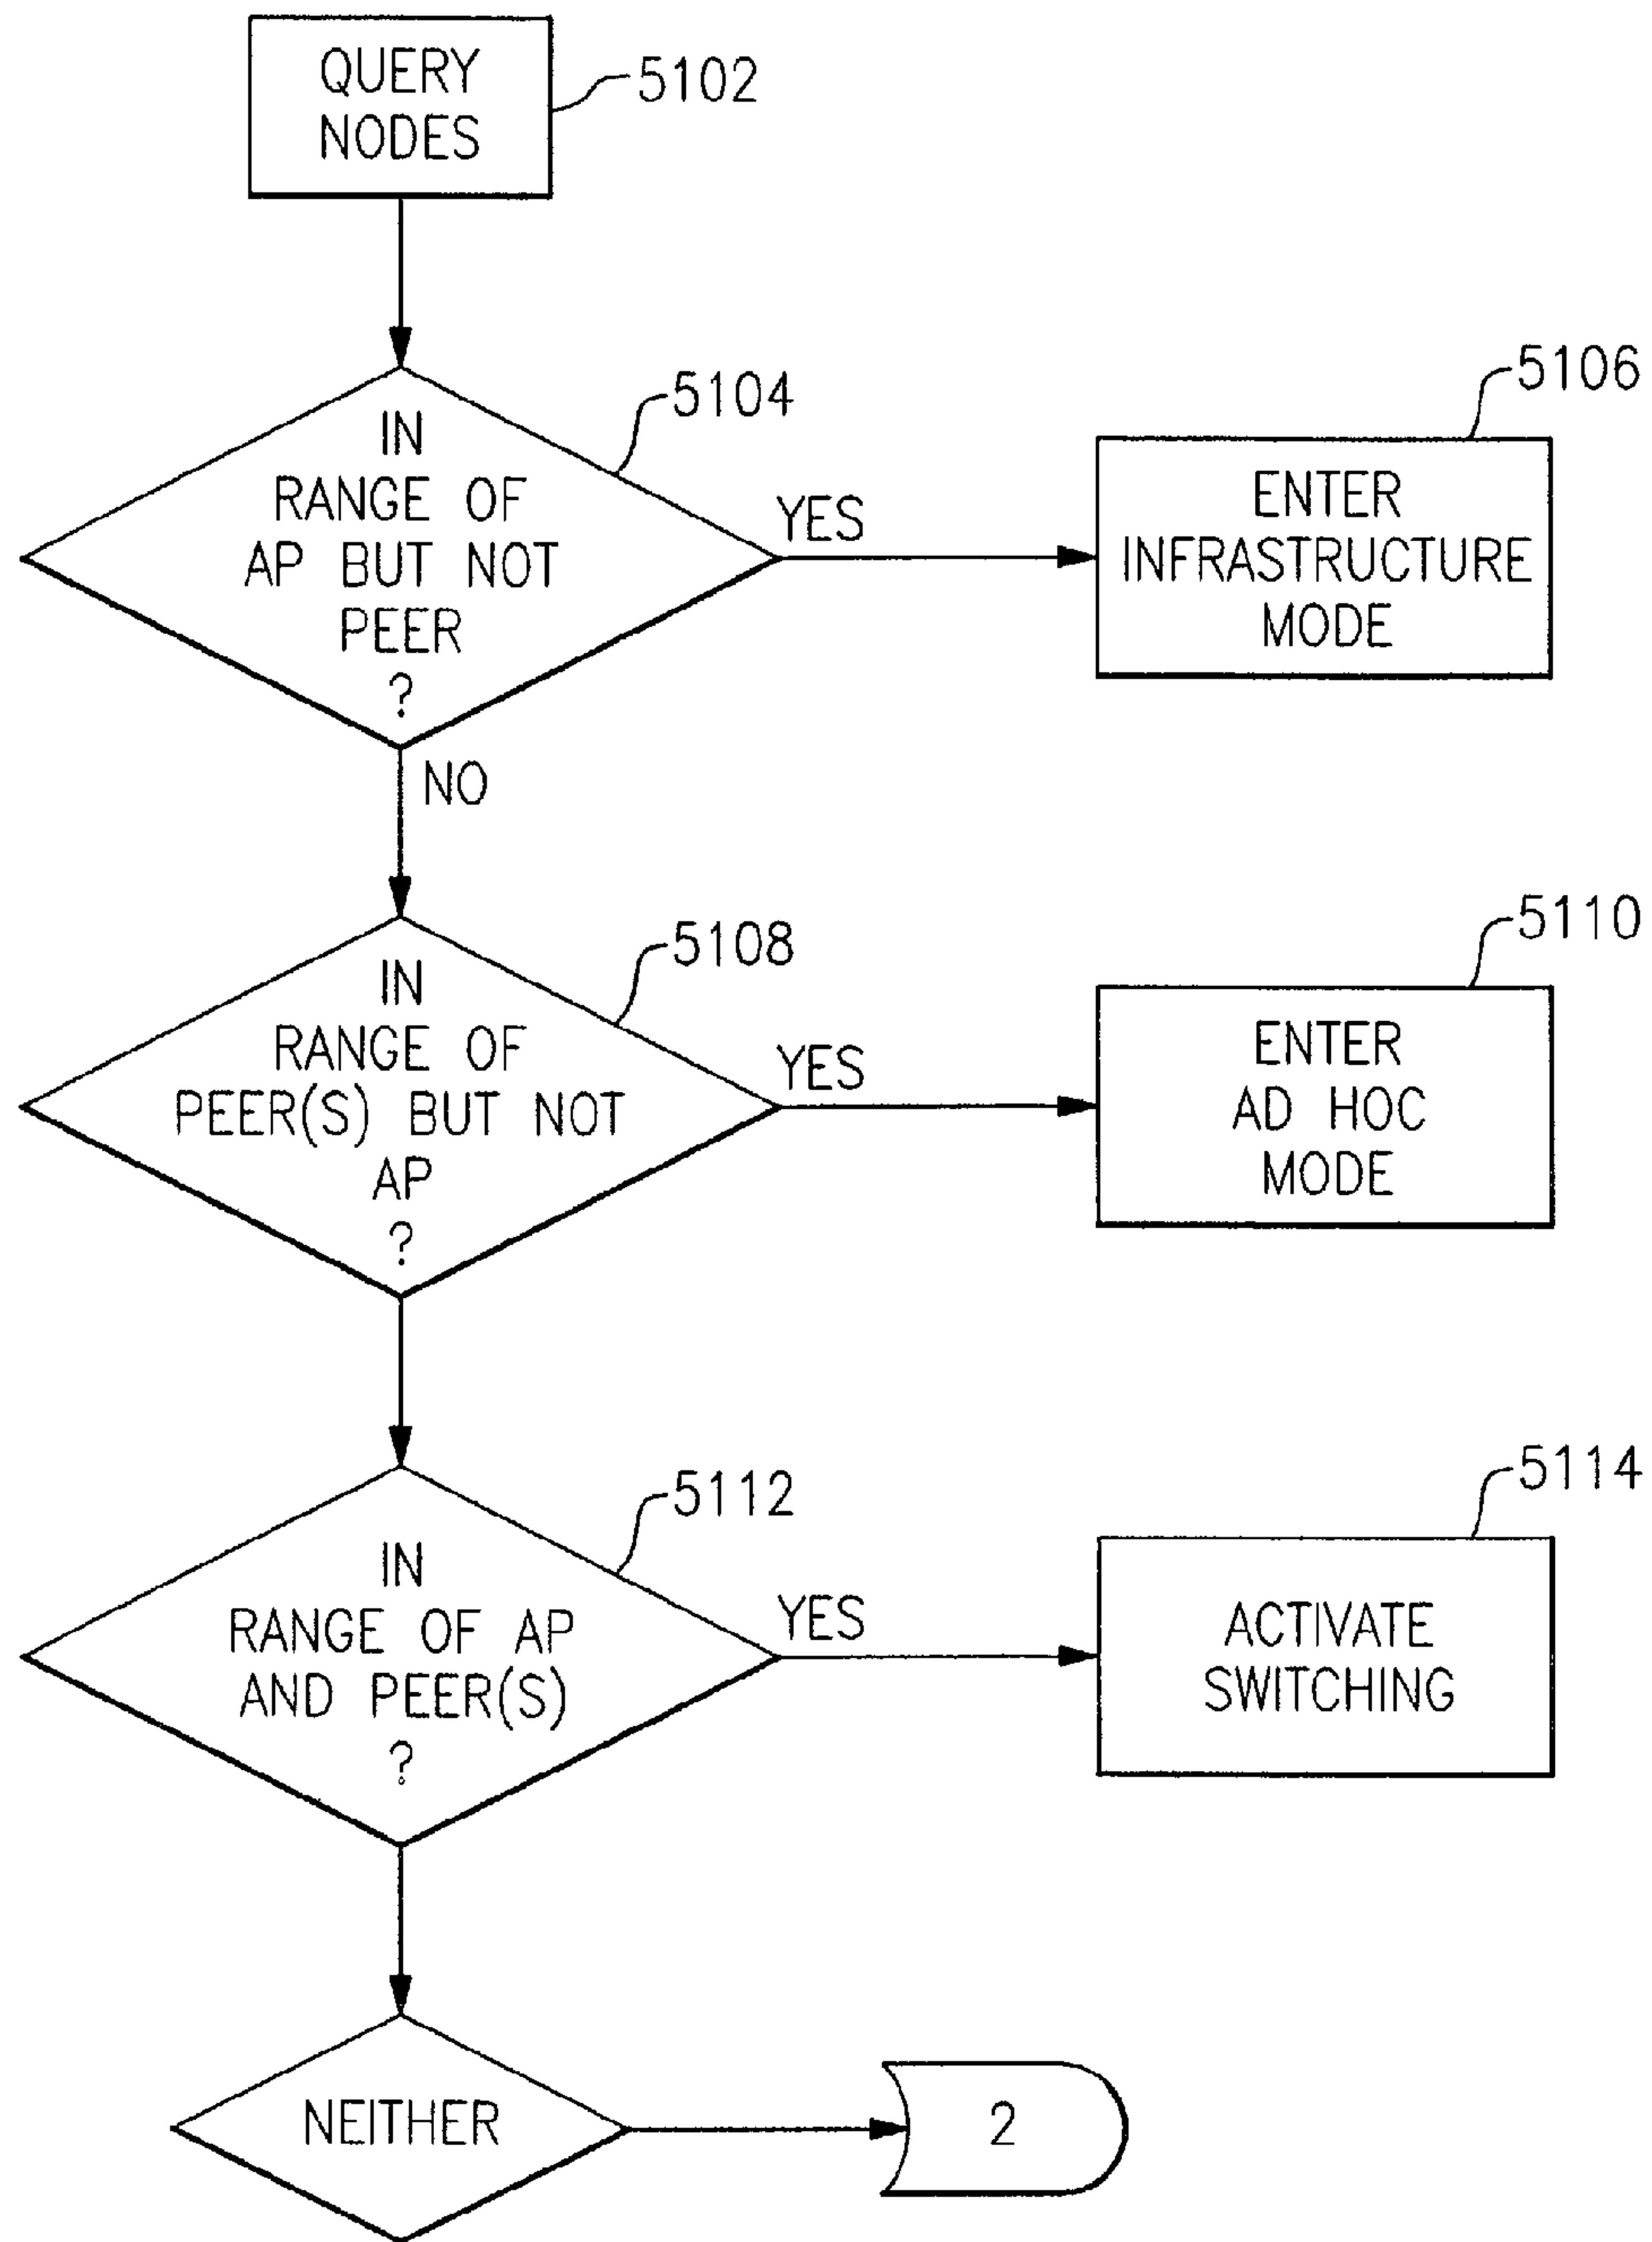 QUERY
NODES
5102
IN
RANGE OF
AP BUT NOT
PEER
?
5104
YES
ENTER
INFRASTRUCTURE
MODE
5106
NO
IN
RANGE OF
PEER(S) BUT NOT
AP
?
5108
YES
ENTER
AD HOC
MODE
5110
IN
RANGE OF AP
AND PEER(S)
?
5112
YES
ACTIVATE
SWITCHING
5114
NEITHER
2